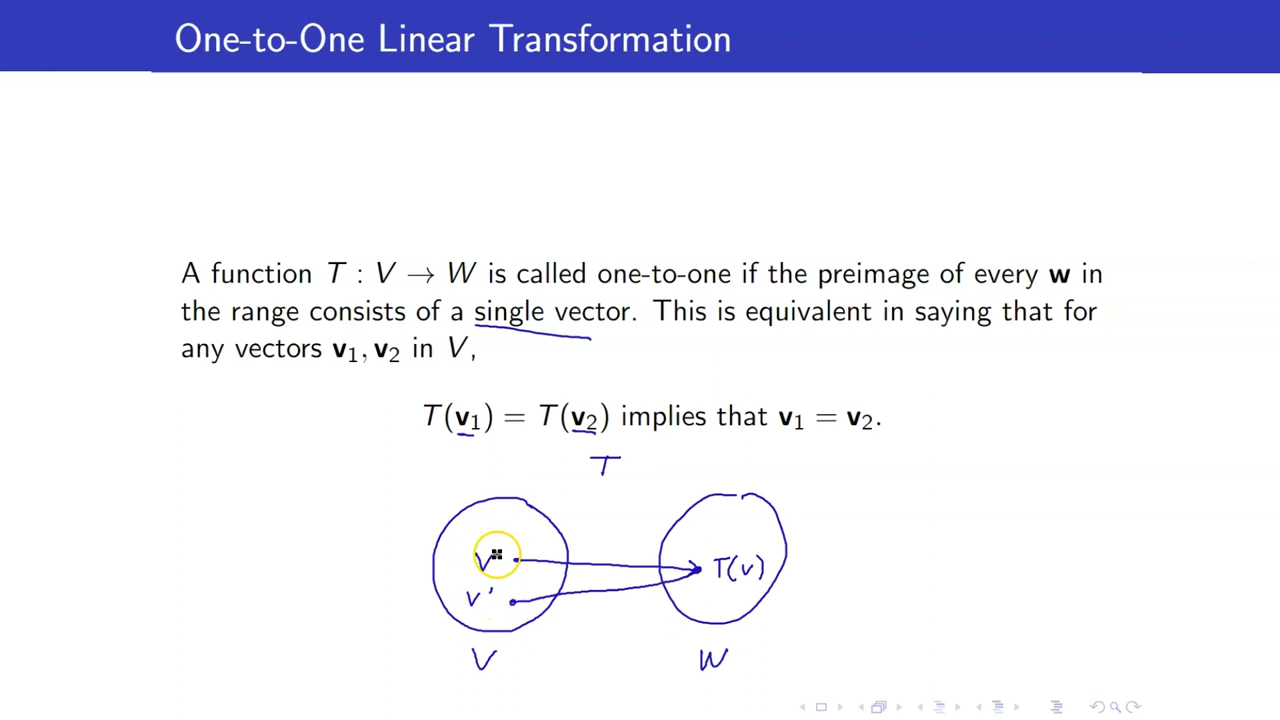 One-to-One Linear Transformation
A function T : V → W is called one-to-one if the preimage of every w in
the range consists of a single vector. This is equivalent in saying that for
any vectors v₁, v₂ in V,
T(v₁) = T(v₂) implies that v₁ = v₂.
T
V T(v)
v'
V W